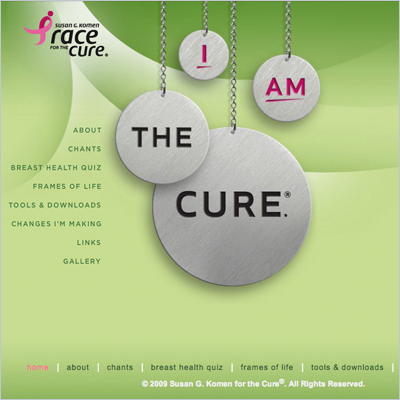 SUSAN G. KOMEN
race
FOR THE
cure.®
I
AM
THE
CURE.®
ABOUT
CHANTS
BREAST HEALTH QUIZ
FRAMES OF LIFE
TOOLS & DOWNLOADS
CHANGES I'M MAKING
LINKS
GALLERY
home | about | chants | breast health quiz | frames of life | tools & downloads |
© 2009 Susan G. Komen for the Cure®. All Rights Reserved.